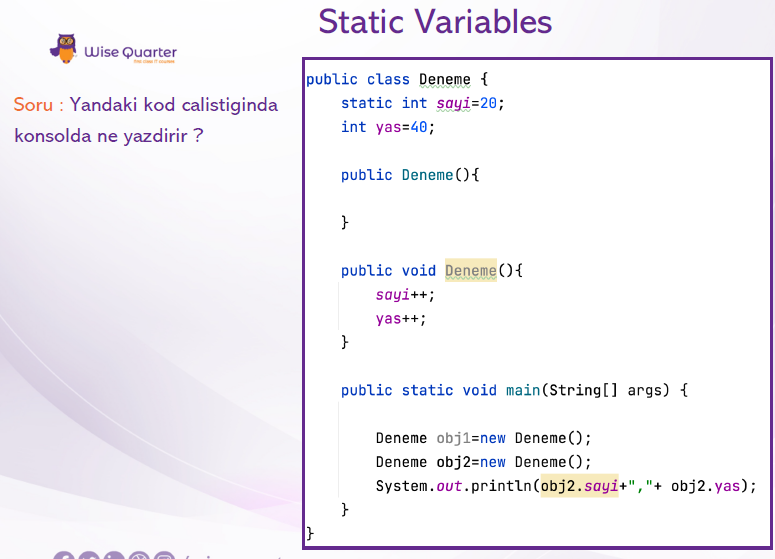 Static Variables
Wise Quarter
Soru : Yandaki kod calistiginda
konsolda ne yazdirir ?
public class Deneme {
static int sayi=20;
int yas=40;
public Deneme(){
}
public void Deneme(){
sayi++;
yas++;
}
public static void main(String[] args) {
Deneme obj1=new Deneme();
Deneme obj2=new Deneme();
System.out.println(obj2.sayi+","+ obj2.yas);
}
}